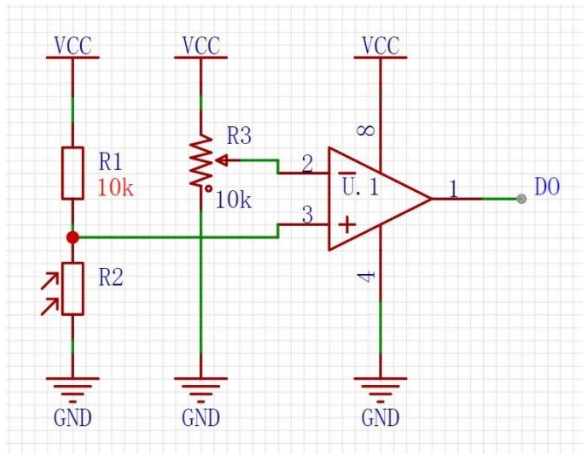 VCC
VCC
VCC
R1
10k
R2
R3
10k
2
3
U.1
8
4
1
DO
GND
GND
GND